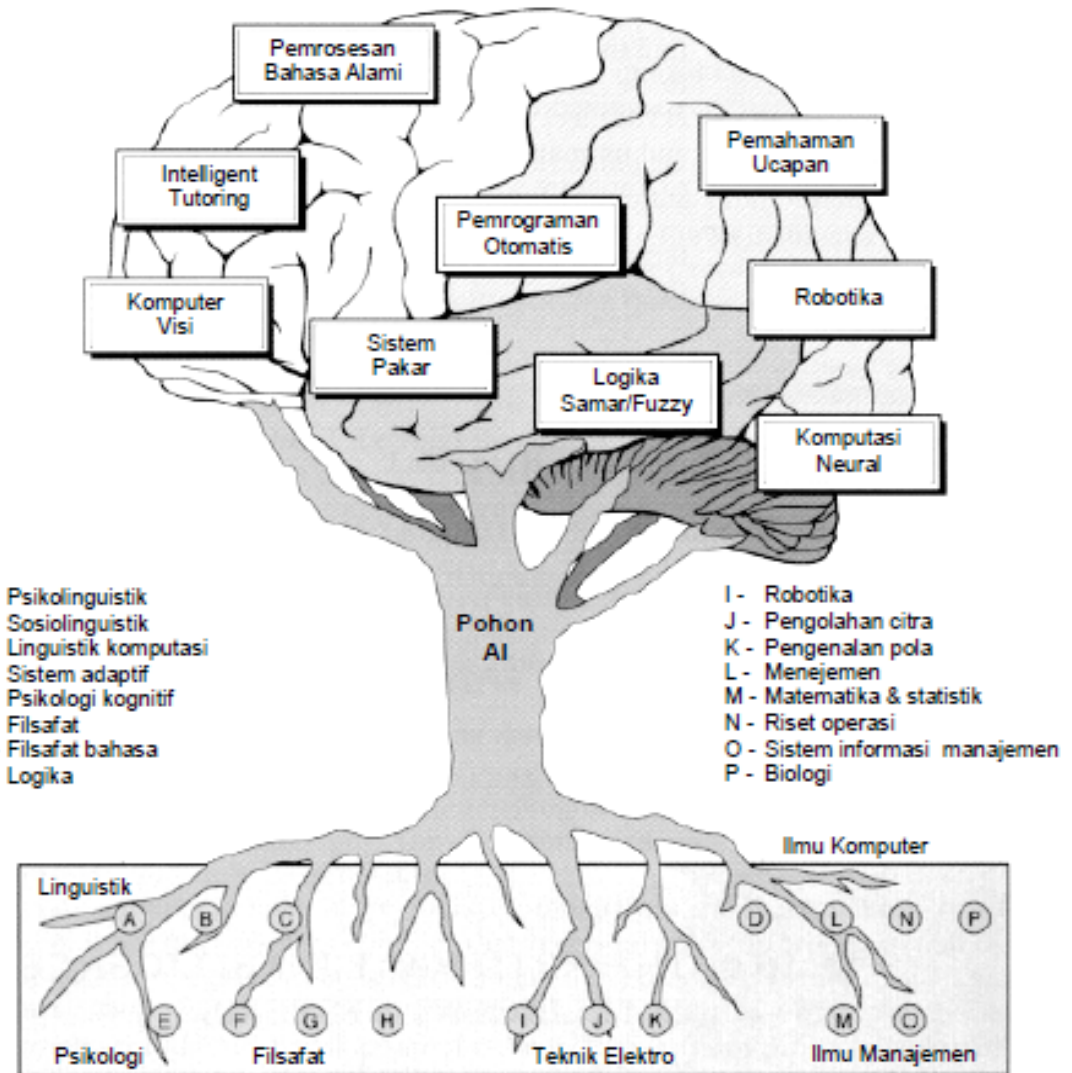 Pemrosesan
Bahasa Alami
Pemahaman
Ucapan
Intelligent
Tutoring
Pemrograman
Otomatis
Komputer
Visi
Robotika
Sistem
Pakar
Logika
Samar/Fuzzy
Komputasi
Neural
Pohon
AI
Psikolinguistik
Sosiolinguistik
Linguistik komputasi
Sistem adaptif
Psikologi kognitif
Filsafat
Filsafat bahasa
Logika
I - Robotika
J - Pengolahan citra
K - Pengenalan pola
L - Menejemen
M - Matematika & statistik
N - Riset operasi
O - Sistem informasi manajemen
P - Biologi
Ilmu Komputer
Linguistik
A B C D L N P
E F G H I J K M O
Psikologi Filsafat Teknik Elektro Ilmu Manajemen